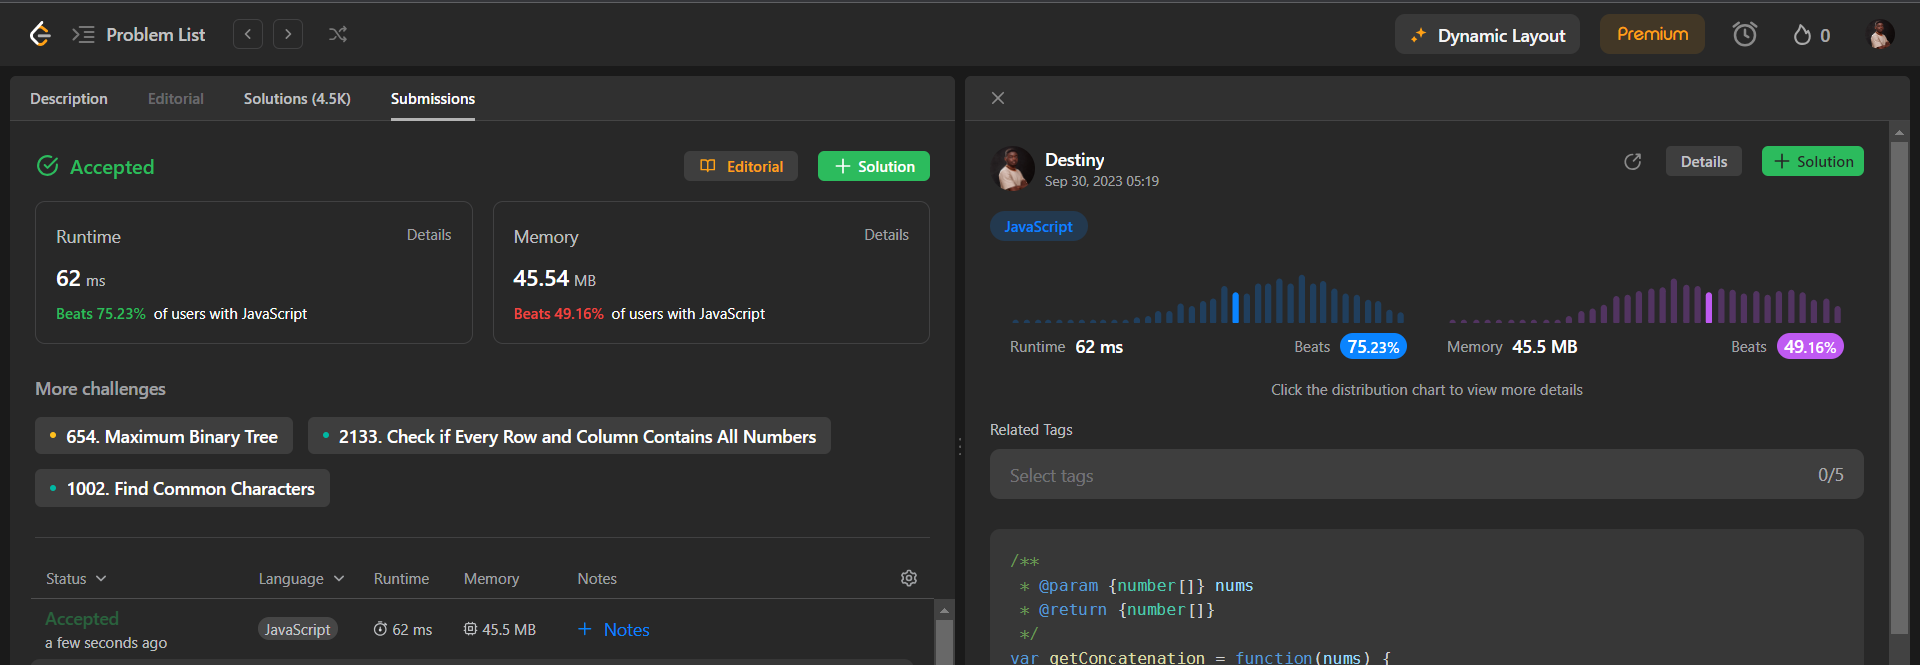 Problem List
Dynamic Layout
Premium
0
Description
Editorial
Solutions (4.5K)
Submissions
Accepted
Editorial
Solution
Runtime
Details
62 ms
Beats 75.23% of users with JavaScript
Memory
Details
45.54 MB
Beats 49.16% of users with JavaScript
More challenges
654. Maximum Binary Tree
2133. Check if Every Row and Column Contains All Numbers
1002. Find Common Characters
Status Language Runtime Memory Notes
Accepted
a few seconds ago
JavaScript 62 ms 45.5 MB + Notes
Destiny
Sep 30, 2023 05:19
Details
Solution
JavaScript
Runtime 62 ms Beats 75.23%
Memory 45.5 MB Beats 49.16%
Click the distribution chart to view more details
Related Tags
Select tags 0/5
/**
* @param {number[]} nums
* @return {number[]}
*/
var getConcatenation = function(nums) {